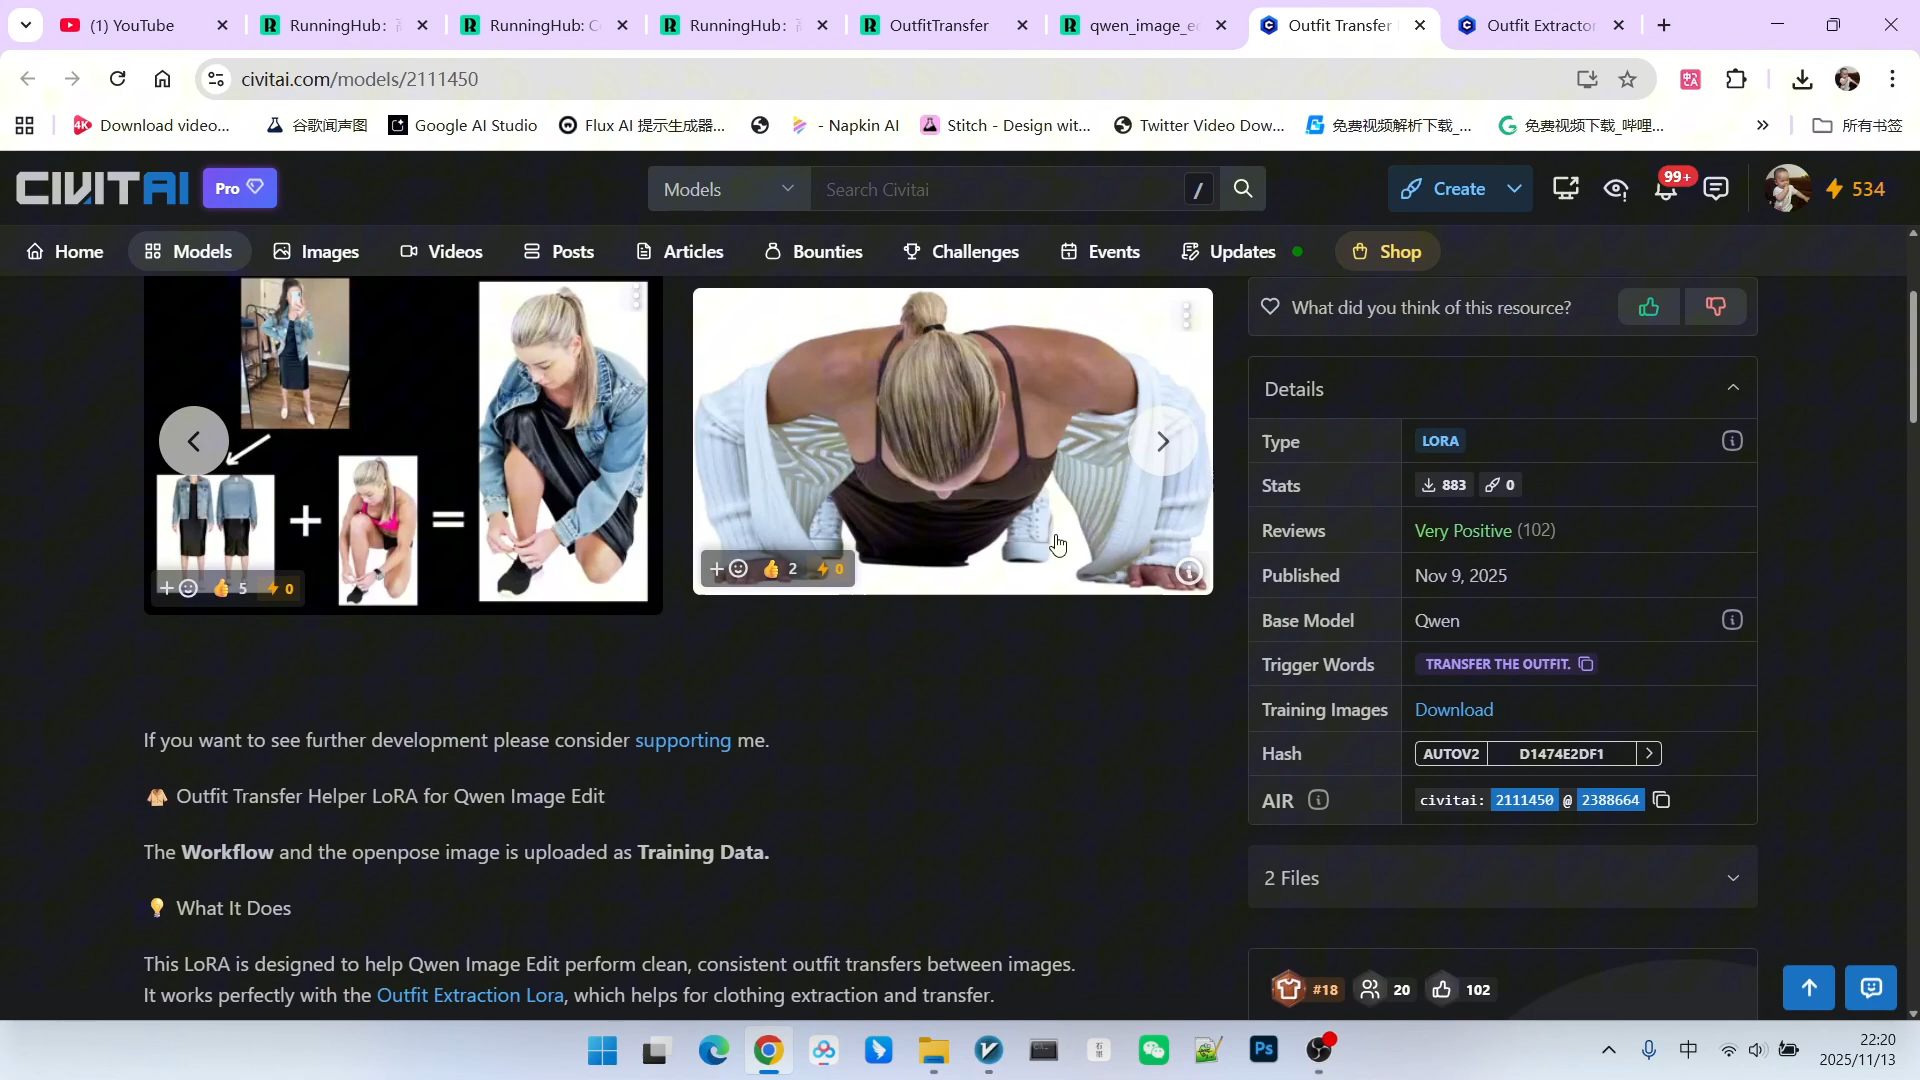 (1) YouTube
RunningHub:
RunningHub: C
RunningHub:
OutfitTransfer
qwen_image_e
Outfit Transfer
Outfit Extractor
civitai.com/models/2111450
4K Download video...
谷歌闻声图
Google AI Studio
Flux AI 提示生成器...
- Napkin AI
Stitch - Design wit...
Twitter Video Dow...
免费视频解析下载_...
免费视频下载_哔哩...
»
所有书签
CIVITAI
Pro
Models
Search Civitai
/
Create
99+
534
Home
Models
Images
Videos
Posts
Articles
Bounties
Challenges
Events
Updates
Shop
+
=
5
0
2
0
If you want to see further development please consider supporting me.
Outfit Transfer Helper LoRA for Qwen Image Edit
The Workflow and the openpose image is uploaded as Training Data.
What It Does
This LoRA is designed to help Qwen Image Edit perform clean, consistent outfit transfers between images.
It works perfectly with the Outfit Extraction Lora, which helps for clothing extraction and transfer.
What did you think of this resource?
Details
Type LORA
Stats 883 0
Reviews Very Positive (102)
Published Nov 9, 2025
Base Model Qwen
Trigger Words TRANSFER THE OUTFIT.
Training Images Download
Hash AUTOV2 D1474E2DF1
AIR civitai: 2111450 @ 2388664
2 Files
#18 20 102
Ps
中
22:20
2025/11/13